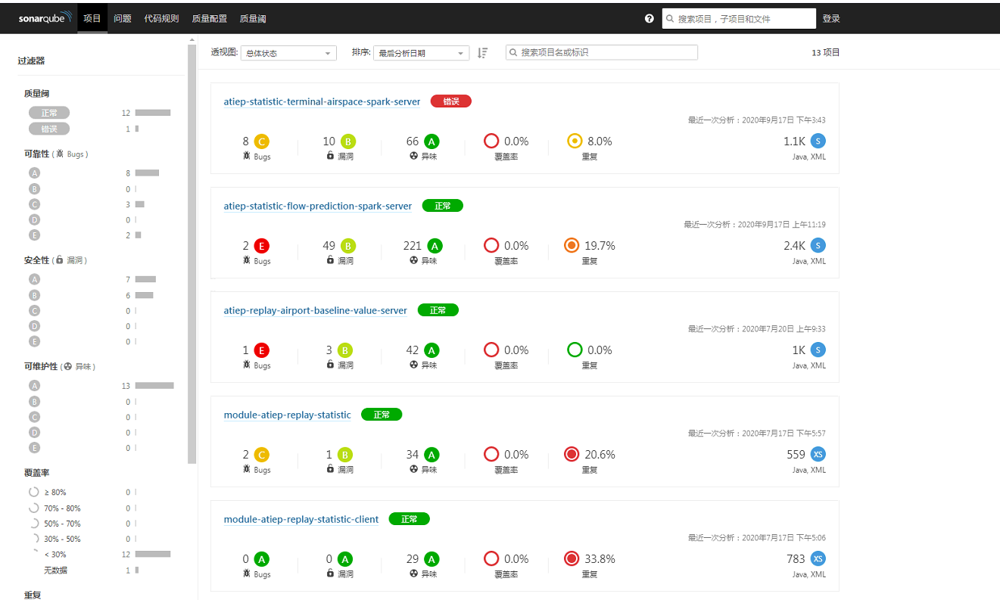 sonarqube 项目 问题 代码规则 质量配置 质量阈 ? 搜索项目，子项目和文件 登录
过滤器
质量阈
正常 12
错误 1
可靠性 ( Bugs )
A 8
B 0
C 3
D 0
E 2
安全性 ( 漏洞 )
A 7
B 6
C 0
D 0
E 0
可维护性 ( 异味 )
A 13
B 0
C 0
D 0
E 0
覆盖率
≥ 80% 0
70% - 80% 0
50% - 70% 0
30% - 50% 0
< 30% 12
无数据 1
重复
透视图: 总体状态 排序: 最后分析日期 搜索项目名或标识 13 项目
atiep-statistic-terminal-airspace-spark-server 错误
最近一次分析：2020年9月17日 下午3:43
8 C 10 B 66 A 0.0% 8.0% 1.1K S
Bugs 漏洞 异味 覆盖率 重复 Java, XML
atiep-statistic-flow-prediction-spark-server 正常
最近一次分析：2020年9月17日 上午11:19
2 E 49 B 221 A 0.0% 19.7% 2.4K S
Bugs 漏洞 异味 覆盖率 重复 Java, XML
atiep-replay-airport-baseline-value-server 正常
最近一次分析：2020年7月20日 上午9:33
1 E 3 B 42 A 0.0% 0.0% 1K S
Bugs 漏洞 异味 覆盖率 重复 Java, XML
module-atiep-replay-statistic 正常
最近一次分析：2020年7月17日 下午5:57
2 C 1 B 34 A 0.0% 20.6% 559 XS
Bugs 漏洞 异味 覆盖率 重复 Java, XML
module-atiep-replay-statistic-client 正常
最近一次分析：2020年7月17日 下午5:06
0 A 0 A 29 A 0.0% 33.8% 783 XS
Bugs 漏洞 异味 覆盖率 重复 Java, XML